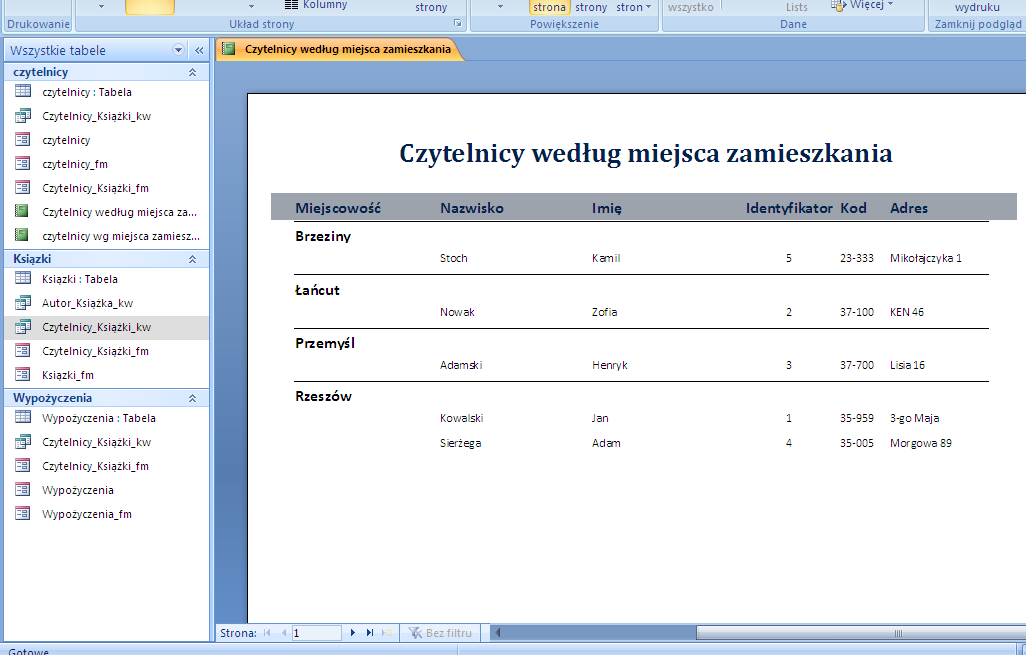 Kolumny
strony
strona strony stron
wszystko
Lists
Więcej
wydruku
Drukowanie
Układ strony
Powiększenie
Dane
Zamknij podgląd
Wszystkie tabele
czytelnicy
czytelnicy : Tabela
Czytelnicy_Książki_kw
czytelnicy
czytelnicy_fm
Czytelnicy_Książki_fm
Czytelnicy według miejsca za...
czytelnicy wg miejsca zamiesz...
Ksiązki
Ksiązki : Tabela
Autor_Książka_kw
Czytelnicy_Książki_kw
Czytelnicy_Książki_fm
Ksiązki_fm
Wypożyczenia
Wypożyczenia : Tabela
Czytelnicy_Książki_kw
Czytelnicy_Książki_fm
Wypożyczenia
Wypożyczenia_fm
Czytelnicy według miejsca zamieszkania
Czytelnicy według miejsca zamieszkania
Miejscowość Nazwisko Imię Identyfikator Kod Adres
Brzeziny
Stoch Kamil 5 23-333 Mikołajczyka 1
Łańcut
Nowak Zofia 2 37-100 KEN 46
Przemyśl
Adamski Henryk 3 37-700 Lisia 16
Rzeszów
Kowalski Jan 1 35-959 3-go Maja
Sierżega Adam 4 35-005 Morgowa 89
Strona: 1 Bez filtru
Gotowe